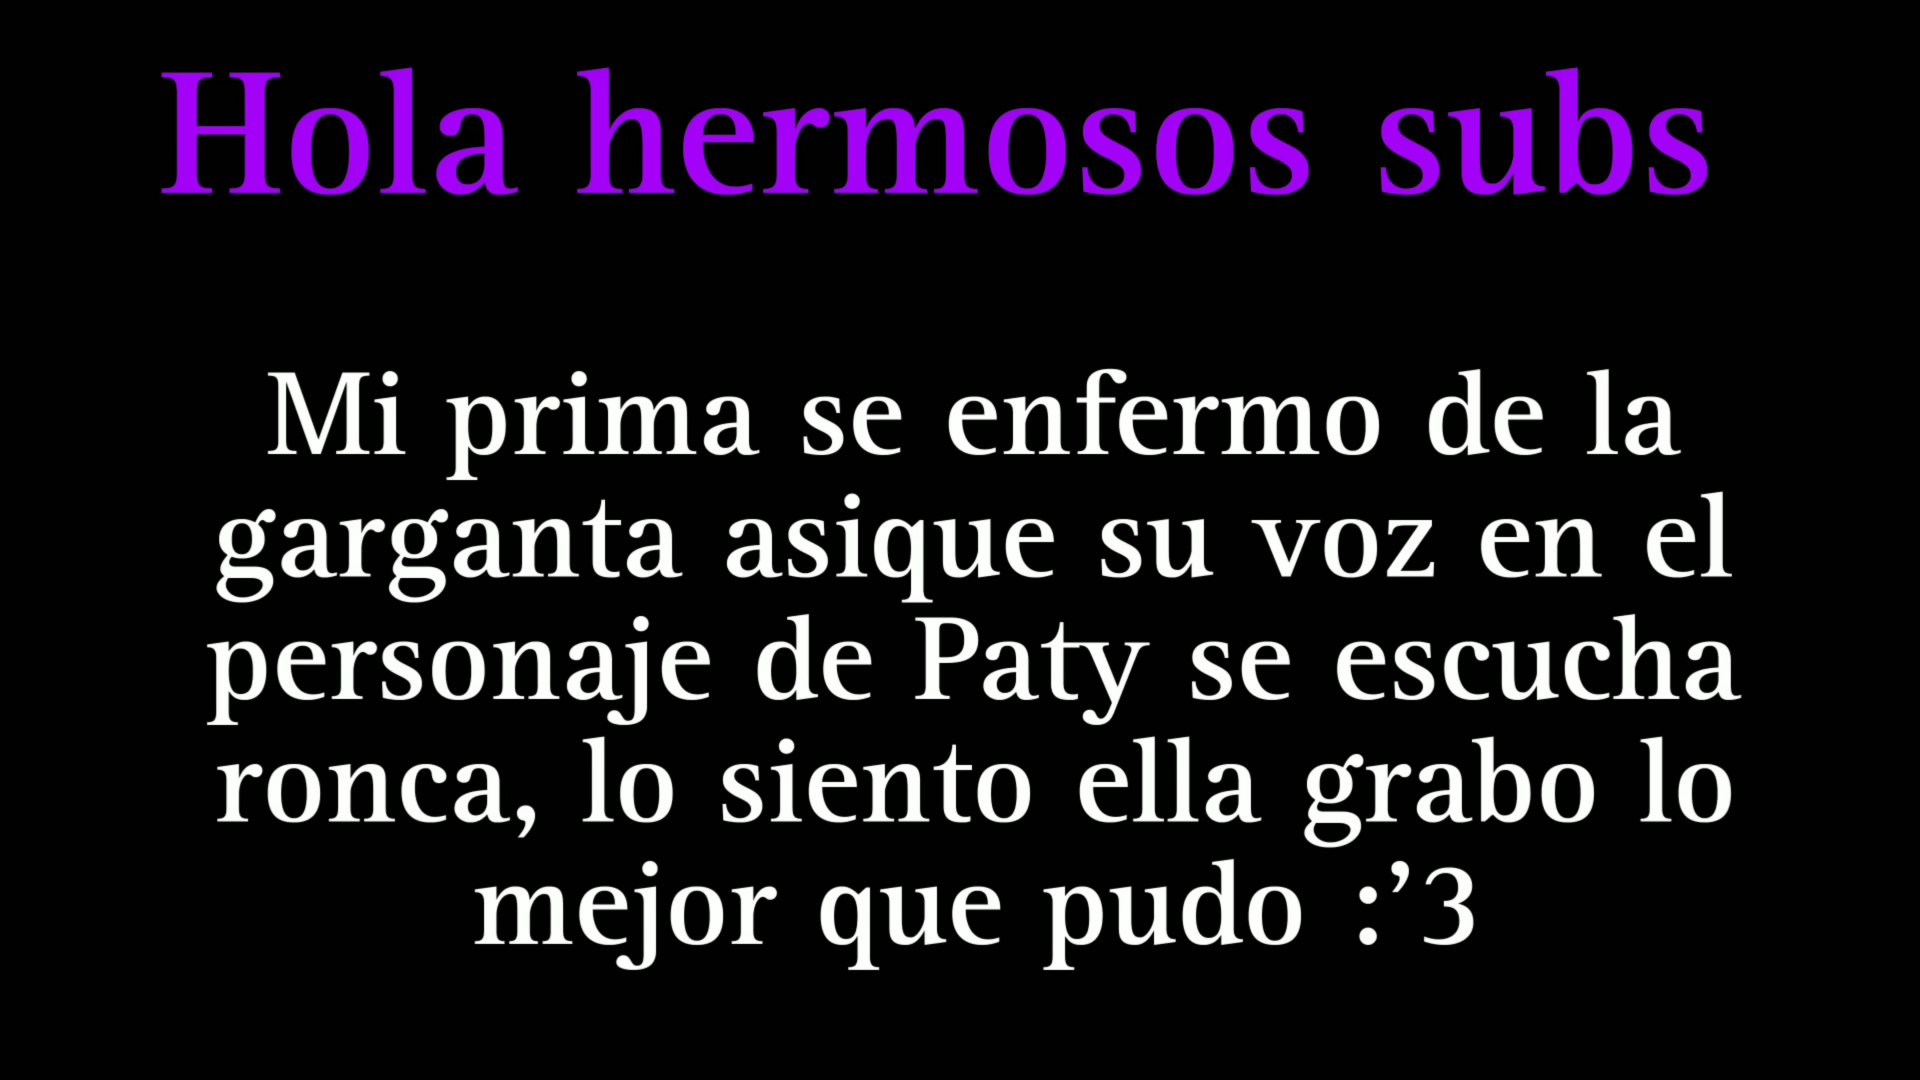 Hola hermosos subs
Mi prima se enfermo de la
garganta asique su voz en el
personaje de Paty se escucha
ronca, lo siento ella grabo lo
mejor que pudo :’3